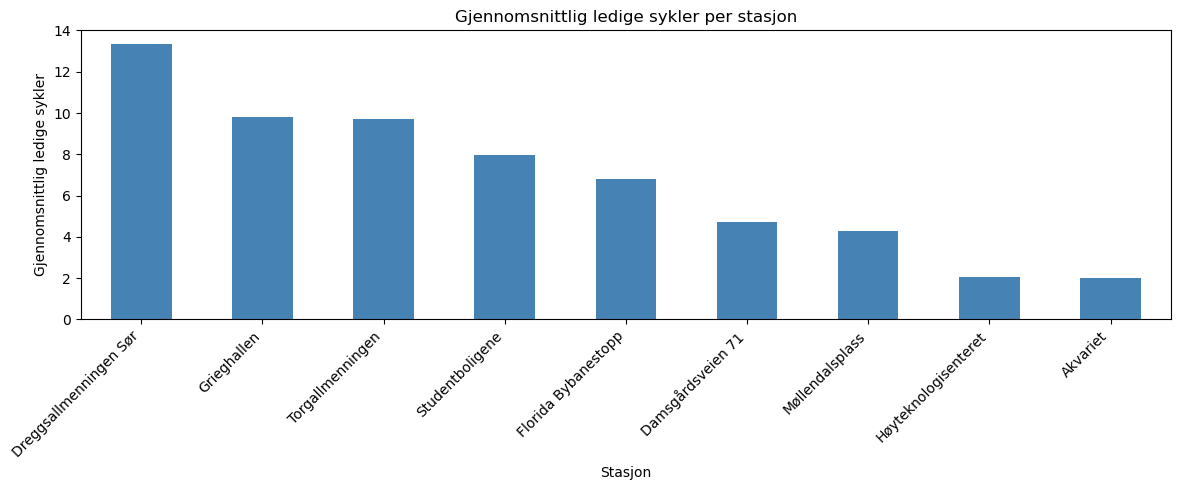 Gjennomsnittlig ledige sykler per stasjon
Gjennomsnittlig ledige sykler
14
12
10
8
6
4
2
0
Dreggsallmenningen Sør
Grieghallen
Torgallmenningen
Studentboligene
Florida Bybanestopp
Damsgårdsveien 71
Møllendalsplass
Høyteknologisenteret
Akvariet
Stasjon